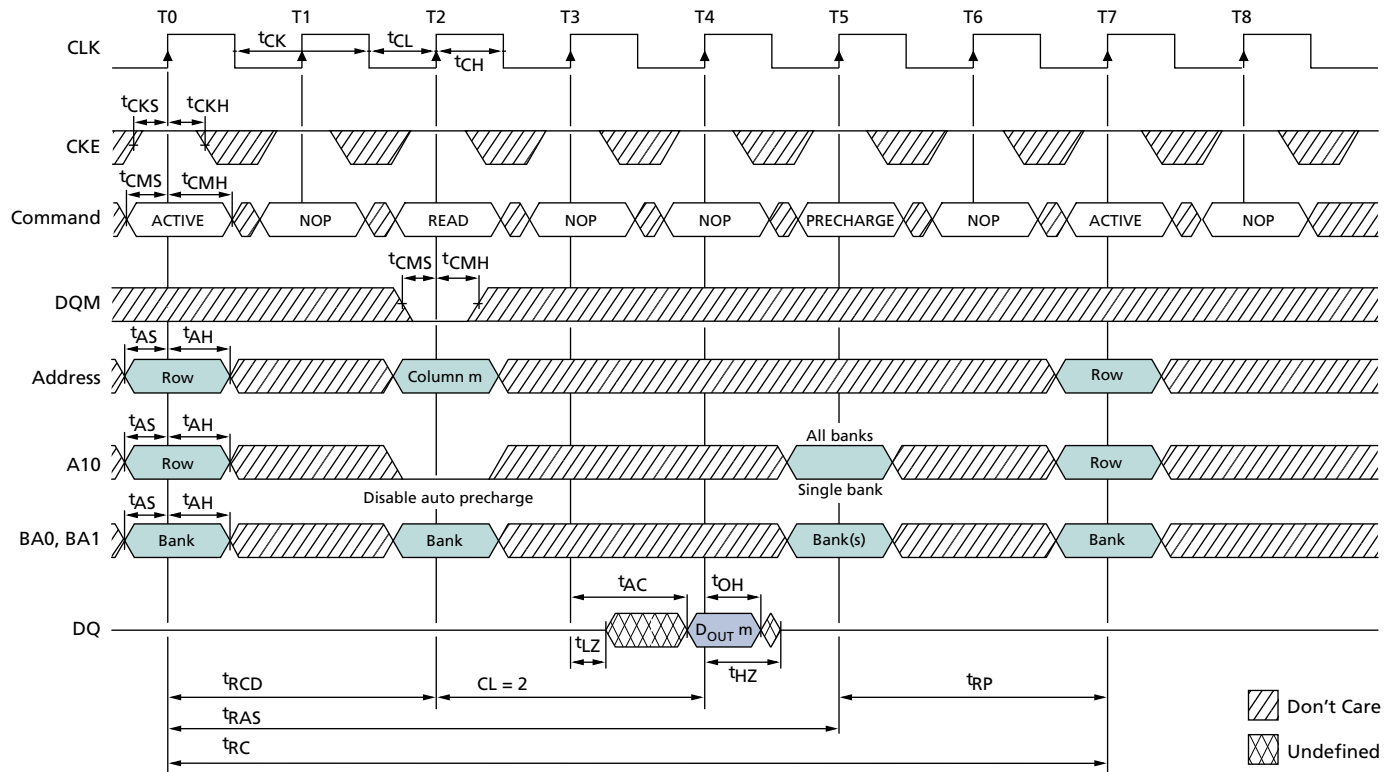 T0 T1 T2 T3 T4 T5 T6 T7 T8
CLK
tCK tCL
tCH
tCKS tCKH
CKE
tCMS tCMH
Command ACTIVE NOP READ NOP NOP PRECHARGE NOP ACTIVE NOP
tCMS tCMH
DQM
tAS tAH
Address Row Column m Row
tAS tAH All banks
A10 Row Row
Disable auto precharge Single bank
tAS tAH
BA0, BA1 Bank Bank Bank(s) Bank
tAC tOH
DQ DOUT m
tLZ tHZ
tRCD CL = 2 tRP
tRAS
tRC
Don't Care
Undefined